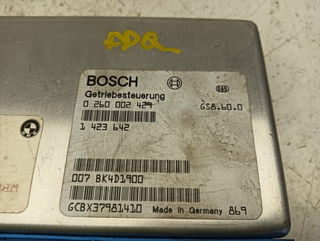 BOSCH
Getriebesteuerung
0 260 002 429
GS8.60.0
1 423 642
007 BK4D1900
GCBX37981410 Made in Germany 869